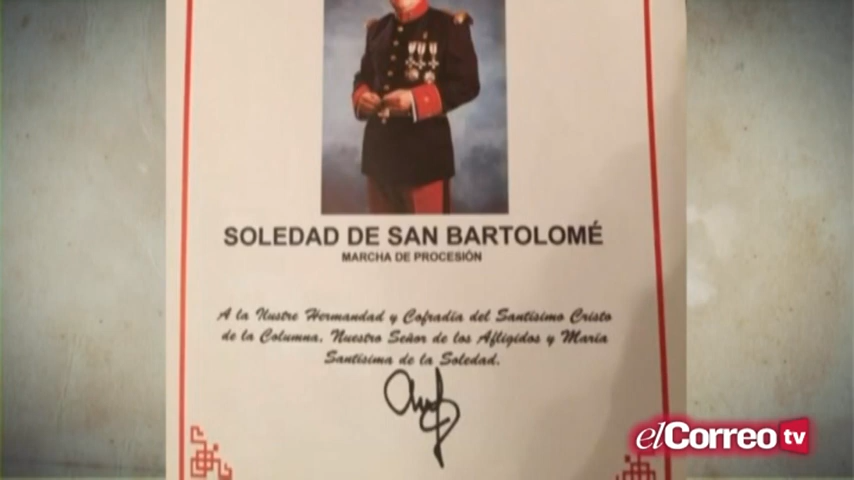 SOLEDAD DE SAN BARTOLOMÉ
MARCHA DE PROCESIÓN
A la Ilustre Hermandad y Cofradía del Santísimo Cristo
de la Columna, Nuestro Señor de los Afligidos y María
Santísima de la Soledad.
elCorreo tv